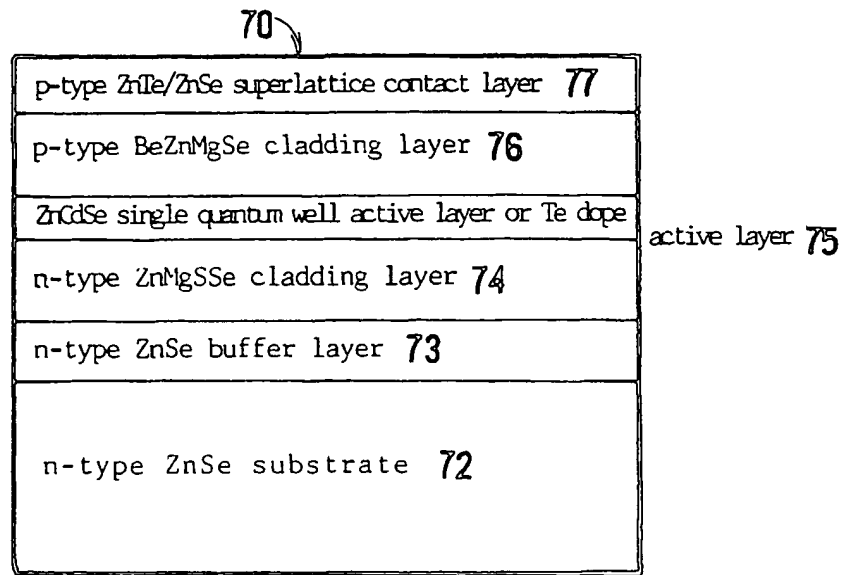 70
p-type ZnTe/ZnSe superlattice contact layer 77
p-type BeZnMgSe cladding layer 76
ZnCdSe single quantum well active layer or Te dope
active layer 75
n-type ZnMgSSe cladding layer 74
n-type ZnSe buffer layer 73
n-type ZnSe substrate 72